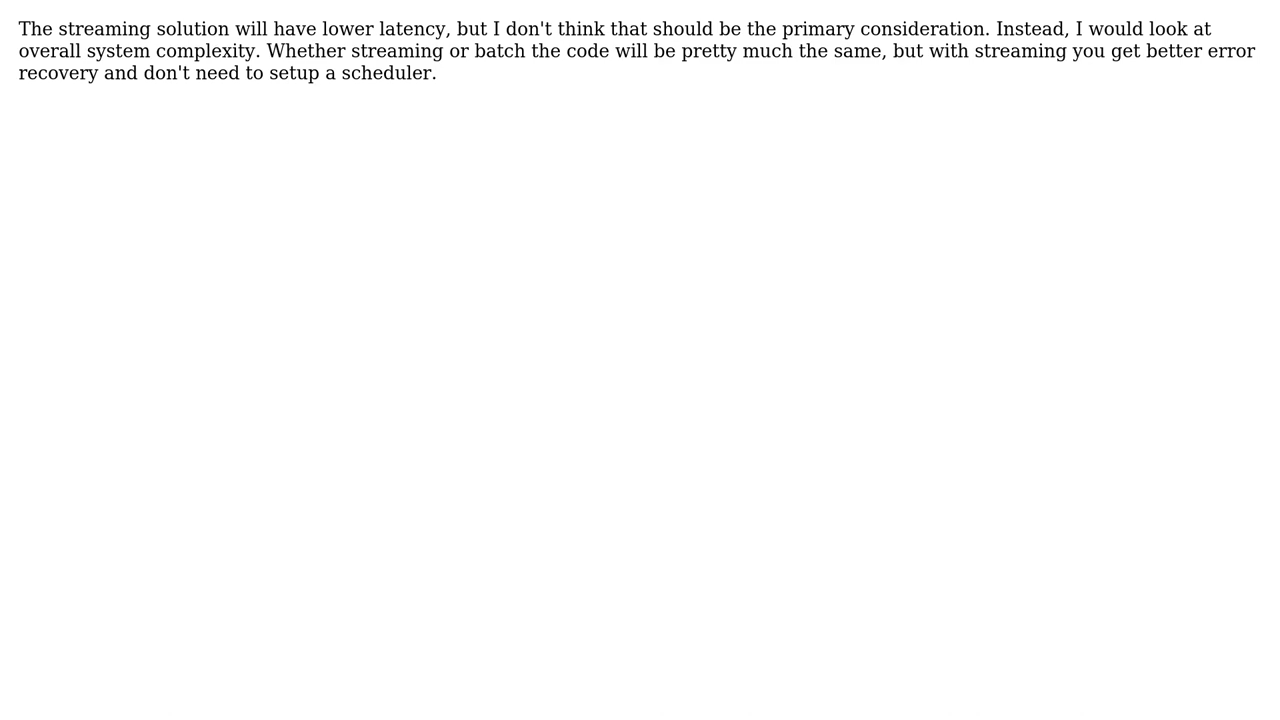 The streaming solution will have lower latency, but I don't think that should be the primary consideration. Instead, I would look at
overall system complexity. Whether streaming or batch the code will be pretty much the same, but with streaming you get better error
recovery and don't need to setup a scheduler.